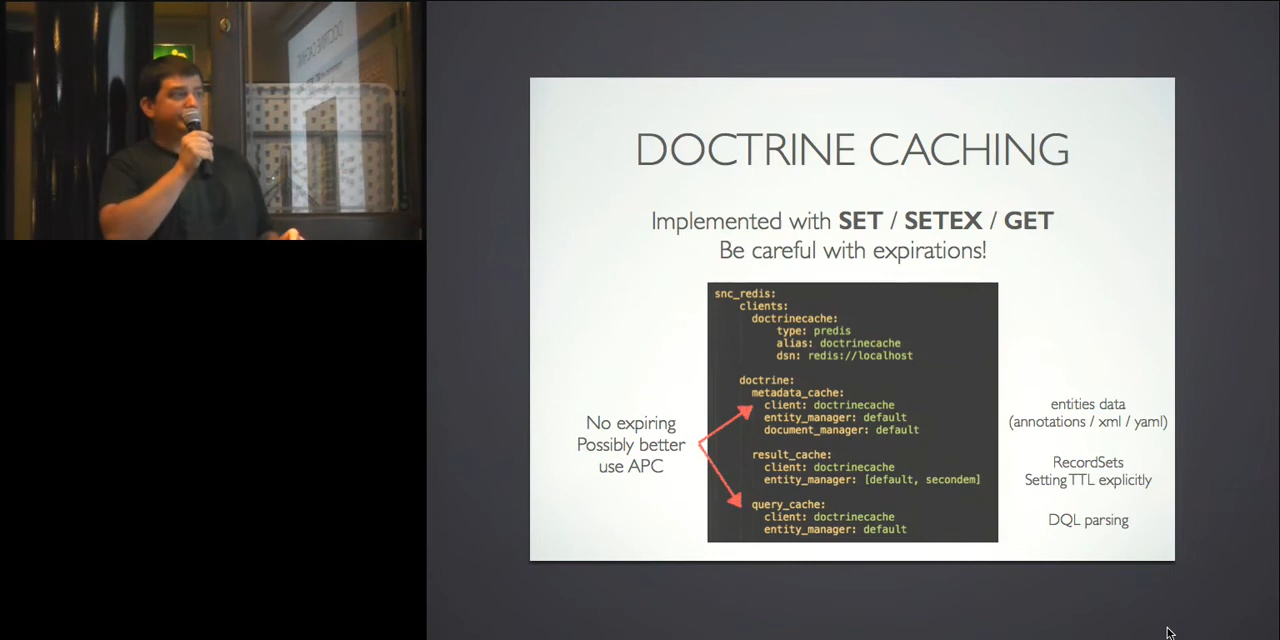 DOCTRINE CACHING
Implemented with SET / SETEX / GET
Be careful with expirations!
snc_redis:
clients:
doctrinecache:
type: predis
alias: doctrinecache
dsn: redis://localhost
doctrine:
metadata_cache:
client: doctrinecache
entity_manager: default
document_manager: default
result_cache:
client: doctrinecache
entity_manager: [default, secondem]
query_cache:
client: doctrinecache
entity_manager: default
No expiring
Possibly better
use APC
entities data
(annotations / xml / yaml)
RecordSets
Setting TTL explicitly
DQL parsing